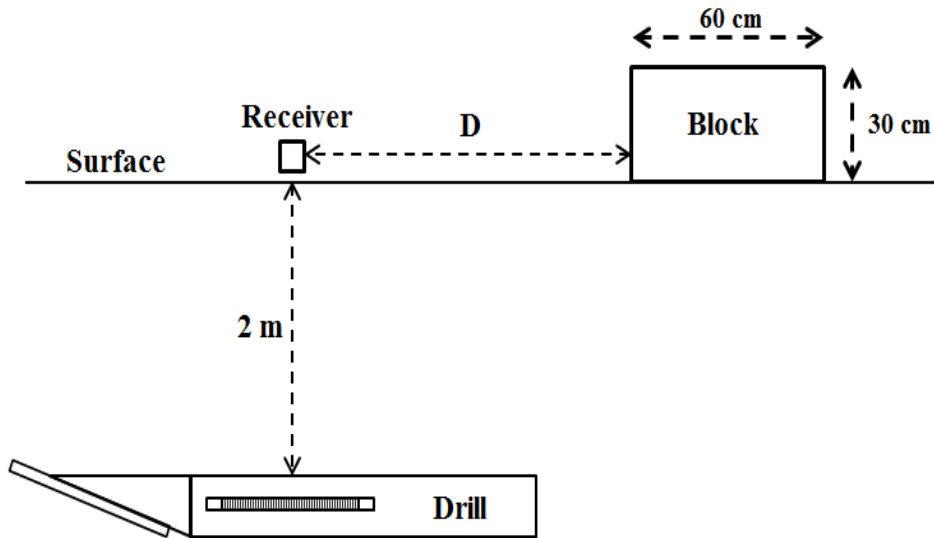 60 cm
Receiver
D
Block
30 cm
Surface
2 m
Drill